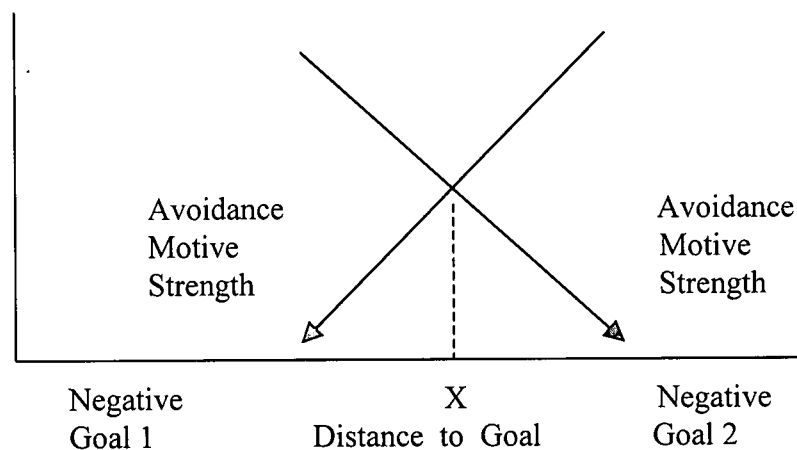 Avoidance
Motive
Strength
Avoidance
Motive
Strength
Negative
Goal 1
X
Distance to Goal
Negative
Goal 2